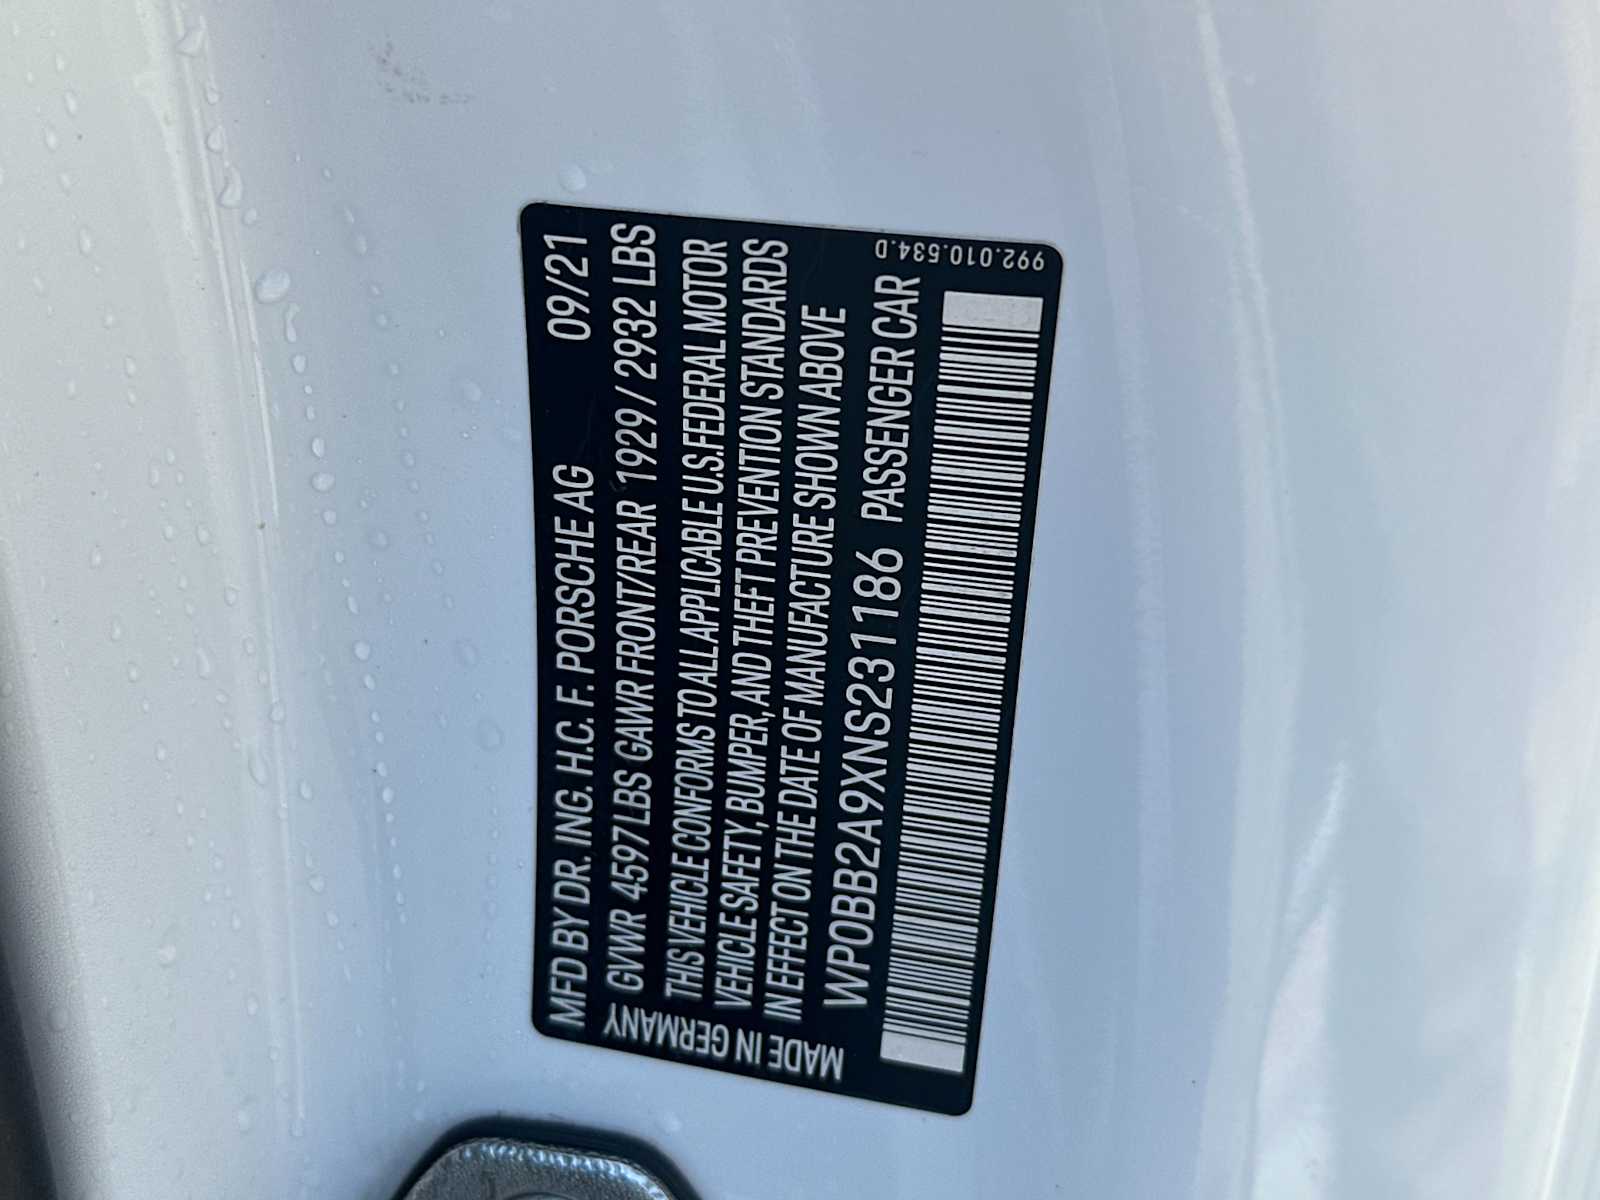 MFD BY DR. ING. H.C. F. PORSCHE AG 09/21
GVWR 4597 LBS GAWR FRONT/REAR 1929 / 2932 LBS
THIS VEHICLE CONFORMS TO ALL APPLICABLE U.S. FEDERAL MOTOR
VEHICLE SAFETY, BUMPER, AND THEFT PREVENTION STANDARDS
IN EFFECT ON THE DATE OF MANUFACTURE SHOWN ABOVE
WP0BB2A9XNS231186 PASSENGER CAR
MADE IN GERMANY
992.010.534.D